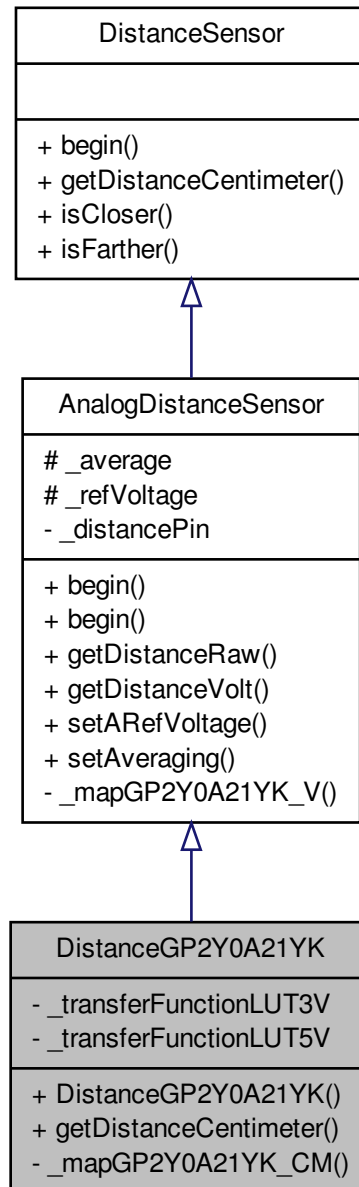 DistanceSensor
+ begin()
+ getDistanceCentimeter()
+ isCloser()
+ isFarther()
AnalogDistanceSensor
# _average
# _refVoltage
- _distancePin
+ begin()
+ begin()
+ getDistanceRaw()
+ getDistanceVolt()
+ setARefVoltage()
+ setAveraging()
- _mapGP2Y0A21YK_V()
DistanceGP2Y0A21YK
- _transferFunctionLUT3V
- _transferFunctionLUT5V
+ DistanceGP2Y0A21YK()
+ getDistanceCentimeter()
- _mapGP2Y0A21YK_CM()